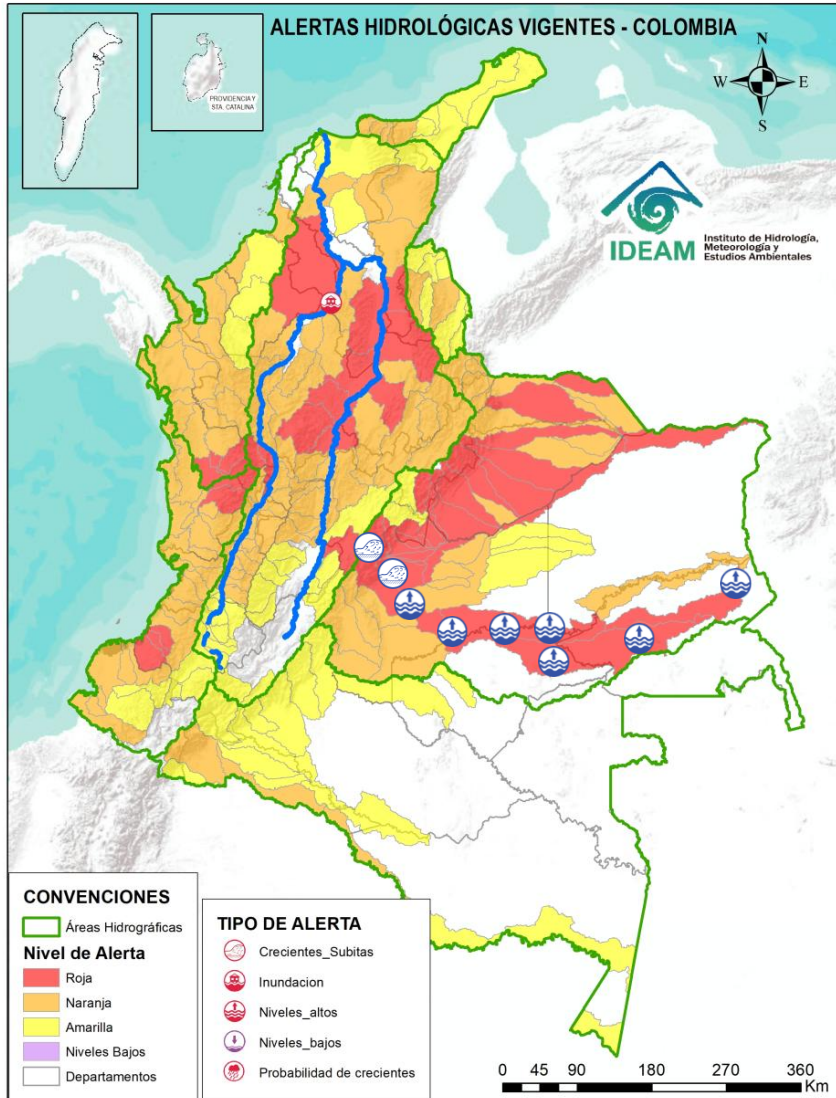 ALERTAS HIDROLÓGICAS VIGENTES - COLOMBIA
PROVIDENCIA Y
STA. CATALINA
N
W
E
S
IDEAM
Instituto de Hidrología,
Meteorología y
Estudios Ambientales
CONVENCIONES
Áreas Hidrográficas
Nivel de Alerta
Roja
Naranja
Amarilla
Niveles Bajos
Departamentos
TIPO DE ALERTA
Crecientes_Subitas
Inundacion
Niveles_altos
Niveles_bajos
Probabilidad de crecientes
0 45 90 180 270 360
Km